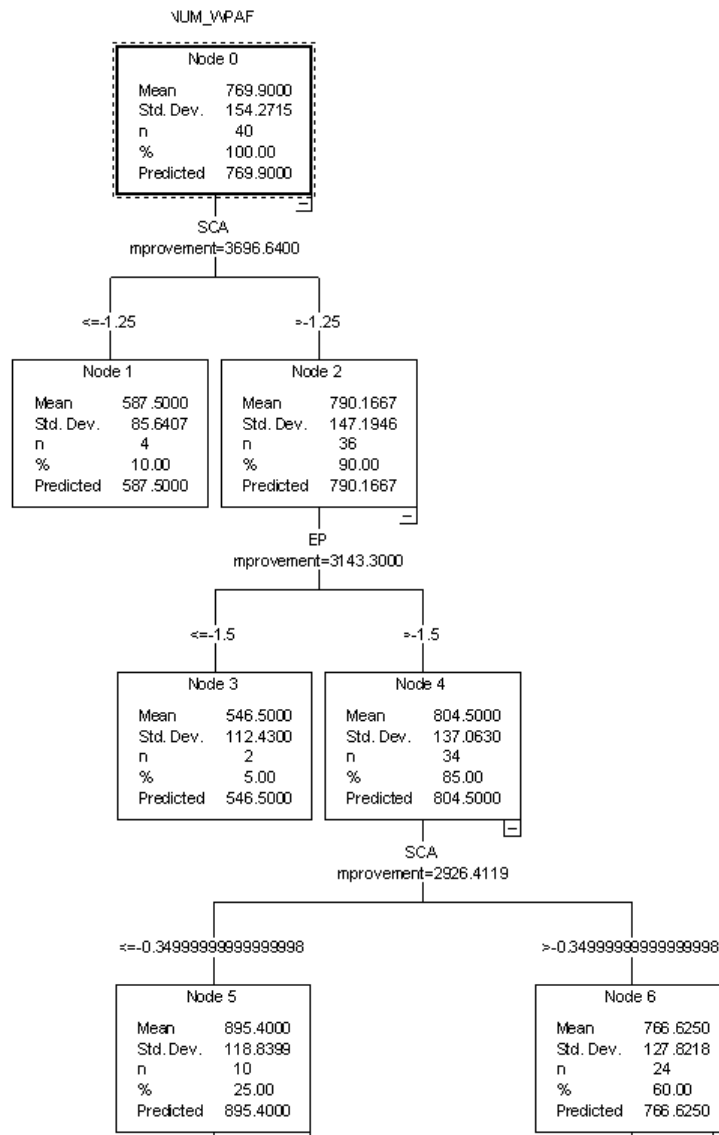 NUM_WPAF
Node 0
Mean 769.9000
Std. Dev. 154.2715
n 40
% 100.00
Predicted 769.9000
SCA
mprovement=3696.6400
<=-1.25
>-1.25
Node 1
Mean 587.5000
Std. Dev. 85.6407
n 4
% 10.00
Predicted 587.5000
Node 2
Mean 790.1667
Std. Dev. 147.1946
n 36
% 90.00
Predicted 790.1667
EP
mprovement=3143.3000
<=-1.5
>-1.5
Node 3
Mean 546.5000
Std. Dev. 112.4300
n 2
% 5.00
Predicted 546.5000
Node 4
Mean 804.5000
Std. Dev. 137.0630
n 34
% 85.00
Predicted 804.5000
SCA
mprovement=2926.4119
<=-0.34999999999999998
>-0.34999999999999998
Node 5
Mean 895.4000
Std. Dev. 118.8399
n 10
% 25.00
Predicted 895.4000
Node 6
Mean 766.6250
Std. Dev. 127.8218
n 24
% 60.00
Predicted 766.6250